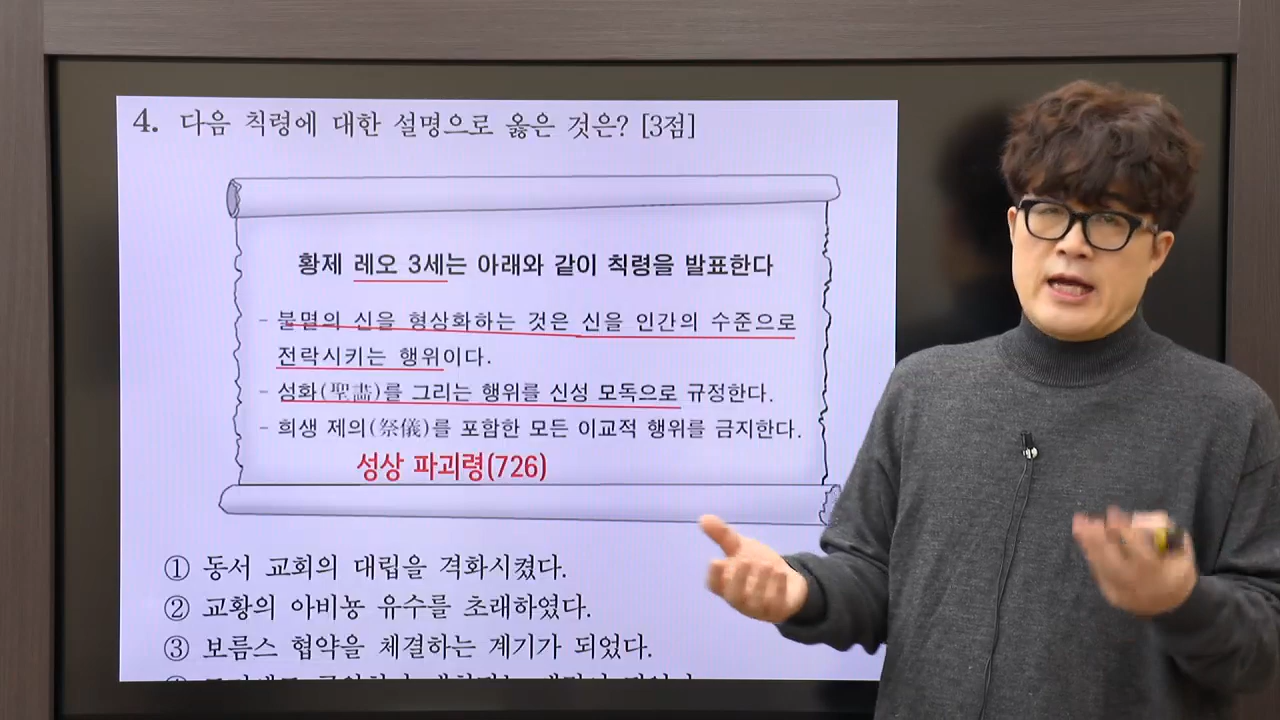 4. 다음 칙령에 대한 설명으로 옳은 것은? [3점]
황제 레오 3세는 아래와 같이 칙령을 발표한다
- 불멸의 신을 형상화하는 것은 신을 인간의 수준으로
전락시키는 행위이다.
- 성화(聖畵)를 그리는 행위를 신성 모독으로 규정한다.
- 희생 제의(祭儀)를 포함한 모든 이교적 행위를 금지한다.
성상 파괴령(726)
① 동서 교회의 대립을 격화시켰다.
② 교황의 아비뇽 유수를 초래하였다.
③ 보름스 협약을 체결하는 계기가 되었다.